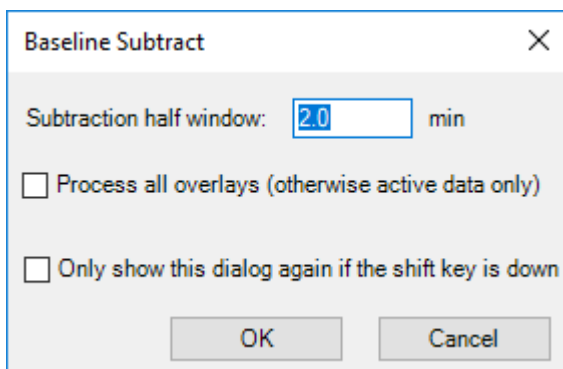 Baseline Subtract
Subtraction half window: 2.0 min
Process all overlays (otherwise active data only)
Only show this dialog again if the shift key is down
OK Cancel